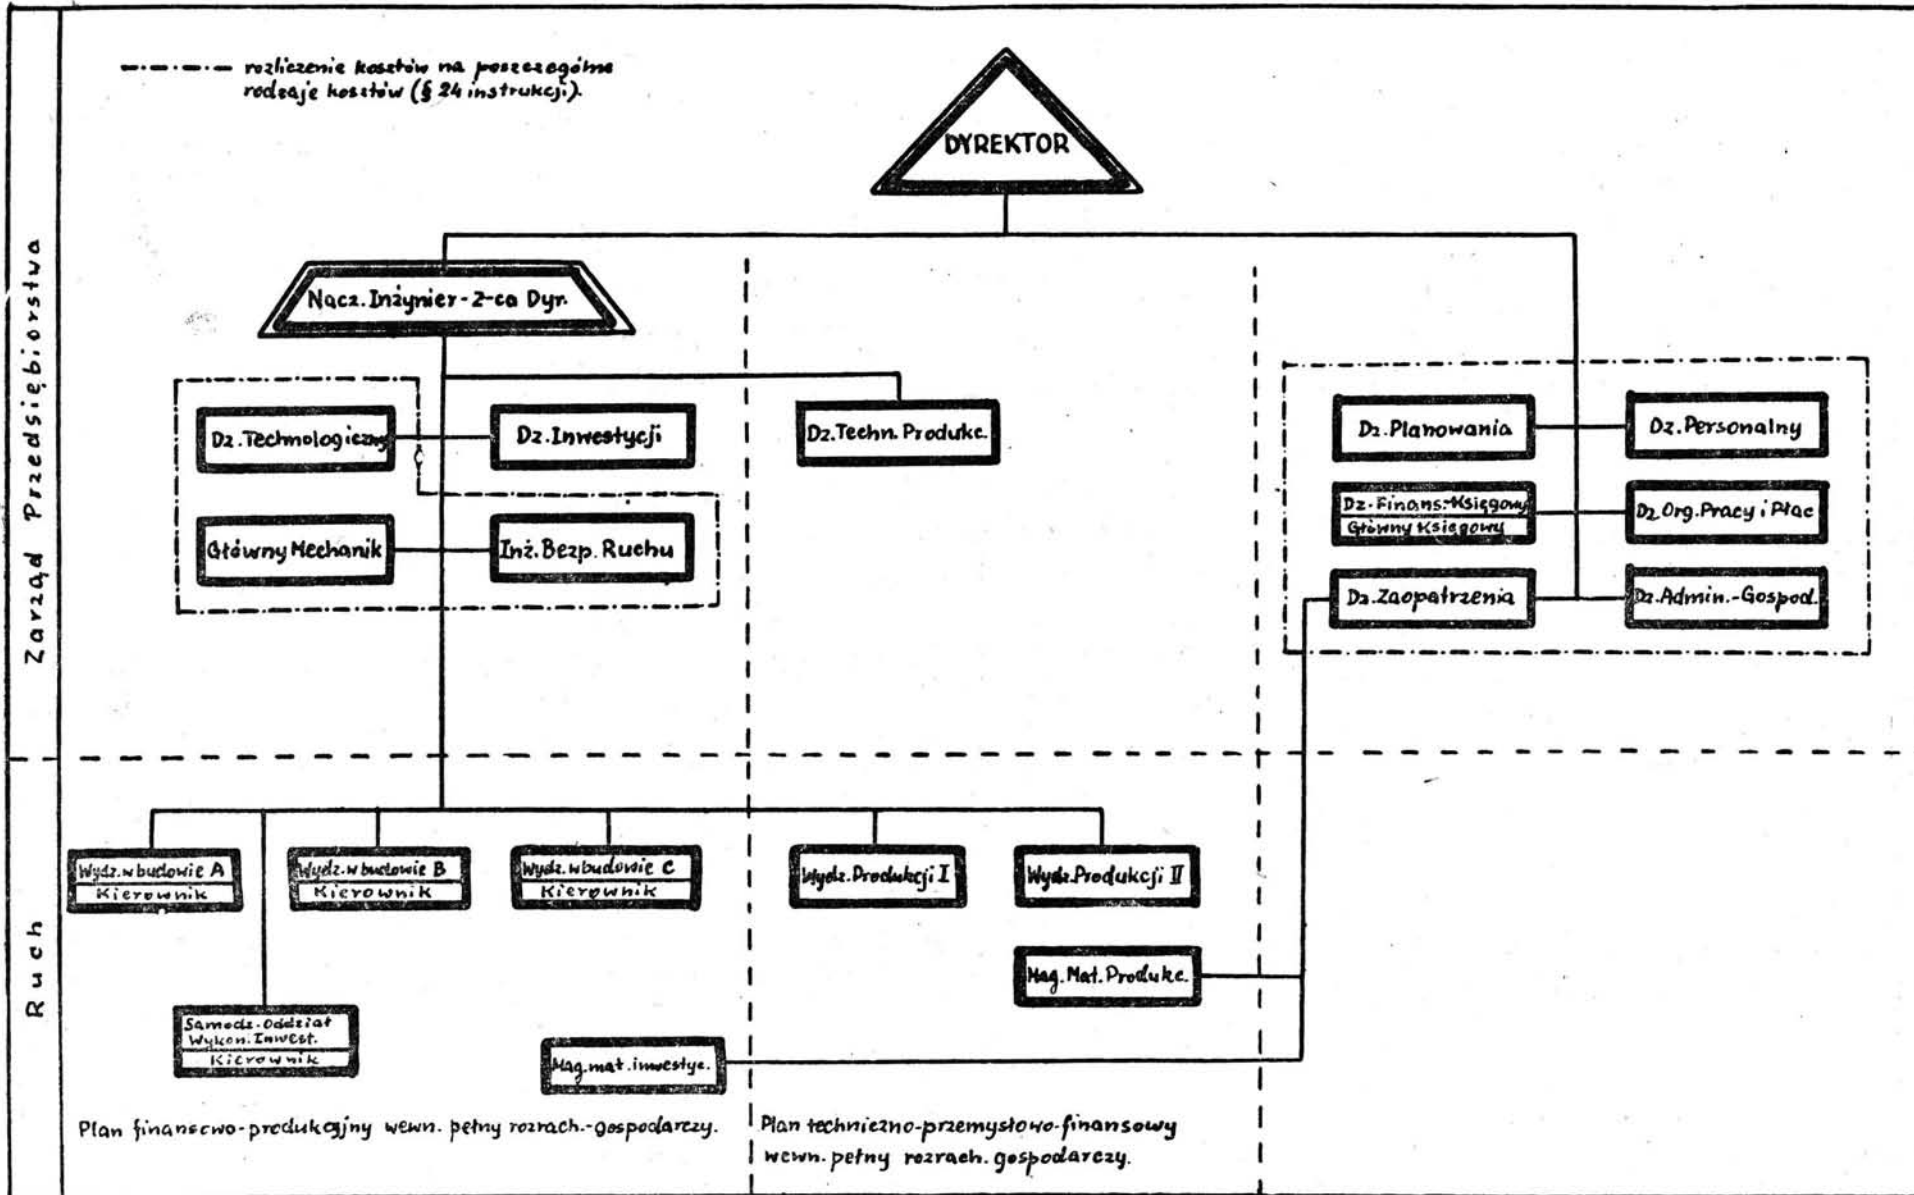 rozliczenie kosztów na poszczególne
rodzaje kosztów (§ 24 instrukcji).
DYREKTOR
Zarząd Przedsiębiorstwa
Nacz. Inżynier - Z-ca Dyr.
Dz. Technologiczny
Dz. Inwestycji
Dz. Techn. Produkc.
Dz. Planowania
Dz. Personalny
Główny Mechanik
Inż. Bezp. Ruchu
Dz. Finans.-Księgowy
Główny Księgowy
Dz. Org. Pracy i Płac
Dz. Zaopatrzenia
Dz. Admin.-Gospod.
Ruch
Wydz. w budowie A
Kierownik
Wydz. w budowie B
Kierownik
Wydz. w budowie C
Kierownik
Wydz. Produkcji I
Wydz. Produkcji II
Mag. Mat. Produkc.
Samodz. Oddział
Wykon. Inwest.
Kierownik
Mag. mat. inwestyc.
Plan finansowo-produkcyjny wewn. pełny rozrach.-gospodarczy.
Plan techniczno-przemysłowo-finansowy
wewn. pełny rozrach. gospodarczy.